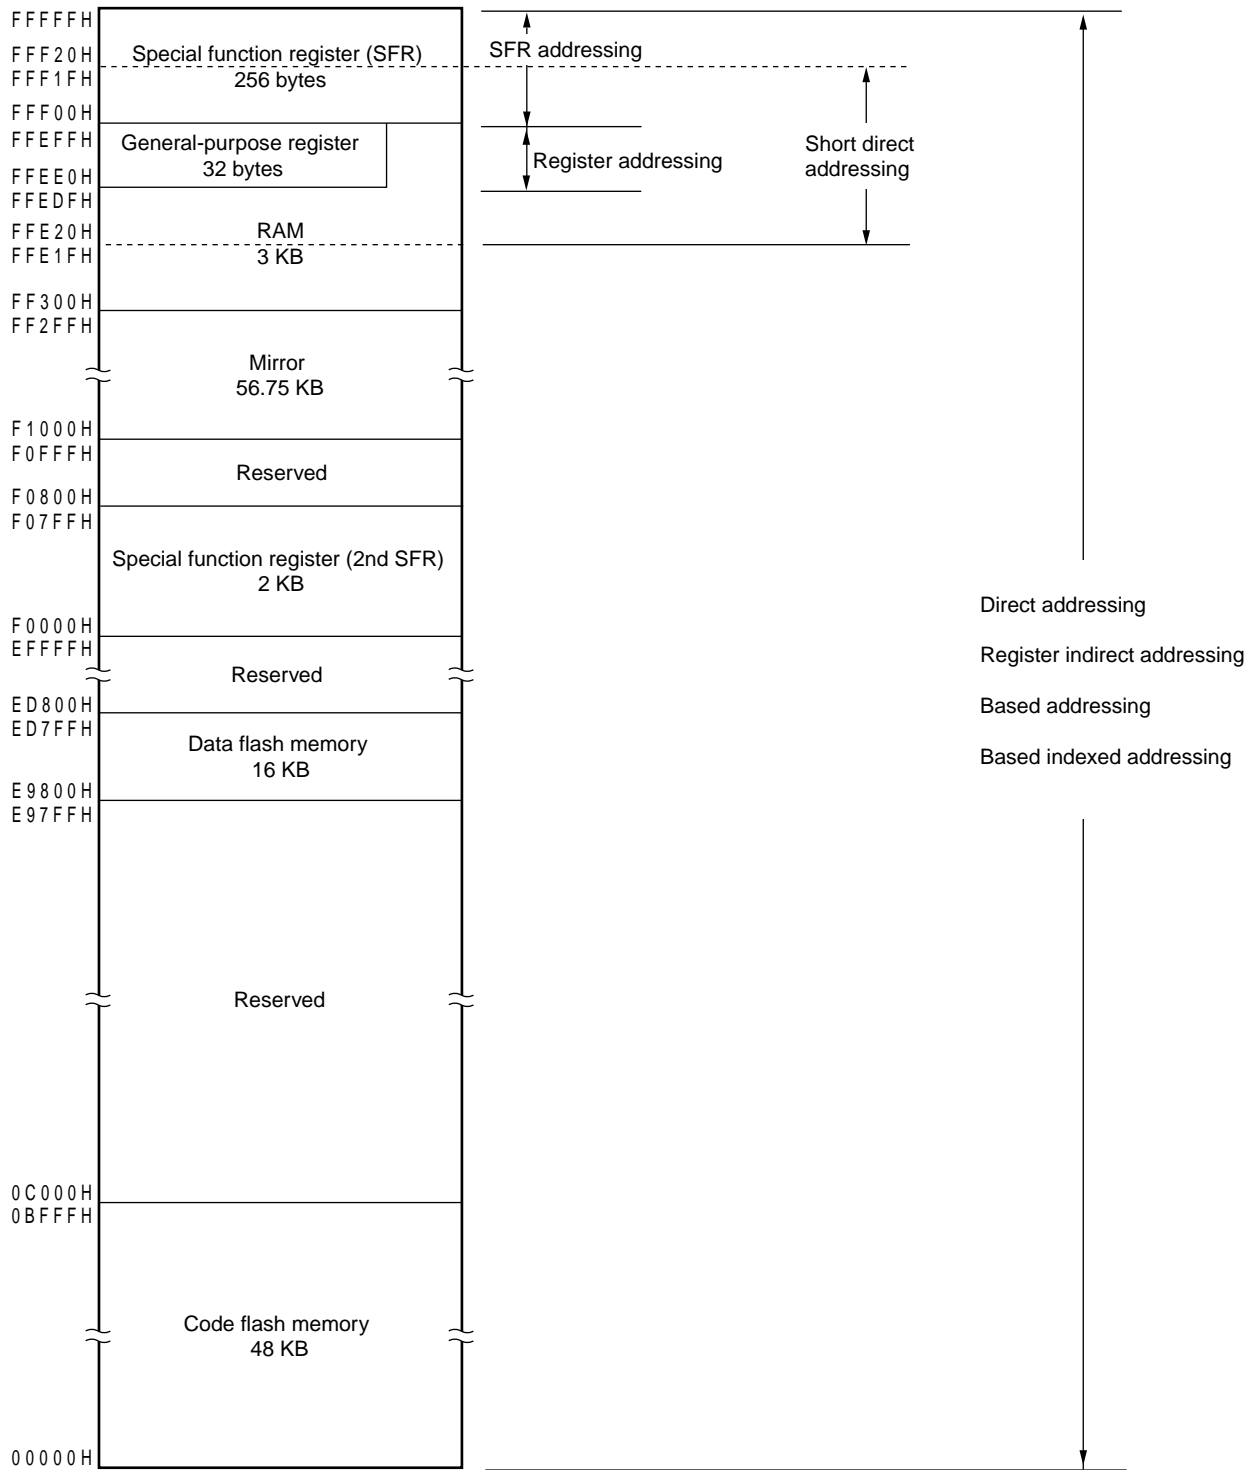 FFFFFH
FFF20H
Special function register (SFR)
SFR addressing
FFF1FH
256 bytes
FFF00H
FFEFFH
General-purpose register
32 bytes
Register addressing
Short direct
addressing
FFEE0H
FFEDFH
FFE20H
RAM
FFE1FH
3 KB
FF300H
FF2FFH
Mirror
56.75 KB
F1000H
F0FFFH
Reserved
F0800H
F07FFH
Special function register (2nd SFR)
2 KB
Direct addressing
F0000H
EFFFFH
Register indirect addressing
Reserved
ED800H
Based addressing
ED7FFH
Data flash memory
16 KB
Based indexed addressing
E9800H
E97FFH
Reserved
0C000H
0BFFFH
Code flash memory
48 KB
00000H